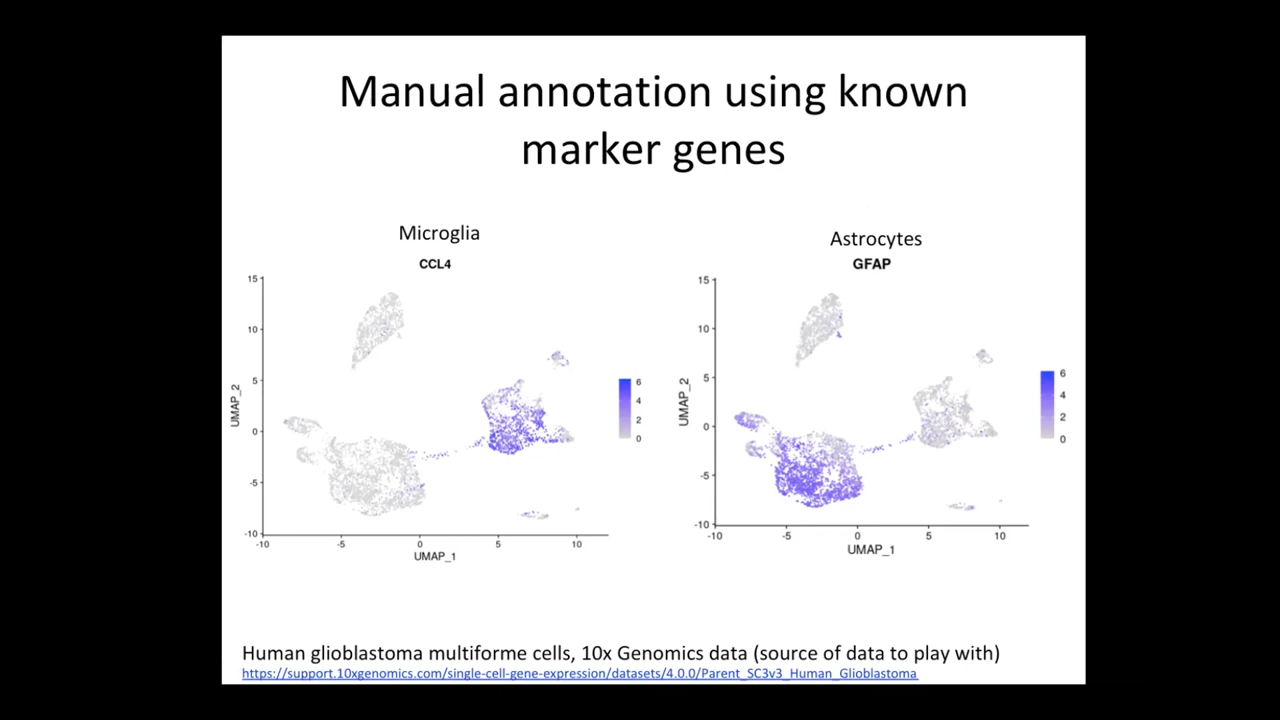 Manual annotation using known
marker genes
Microglia
CCL4
15
10
5
0
-5
-10
UMAP_2
-10
-5
0
5
10
UMAP_1
6
4
2
0
Astrocytes
GFAP
15
10
5
0
-5
-10
UMAP_2
-10
-5
0
5
10
UMAP_1
6
4
2
0
Human glioblastoma multiforme cells, 10x Genomics data (source of data to play with)
https://support.10xgenomics.com/single-cell-gene-expression/datasets/4.0.0/Parent_SC3v3_Human_Glioblastoma